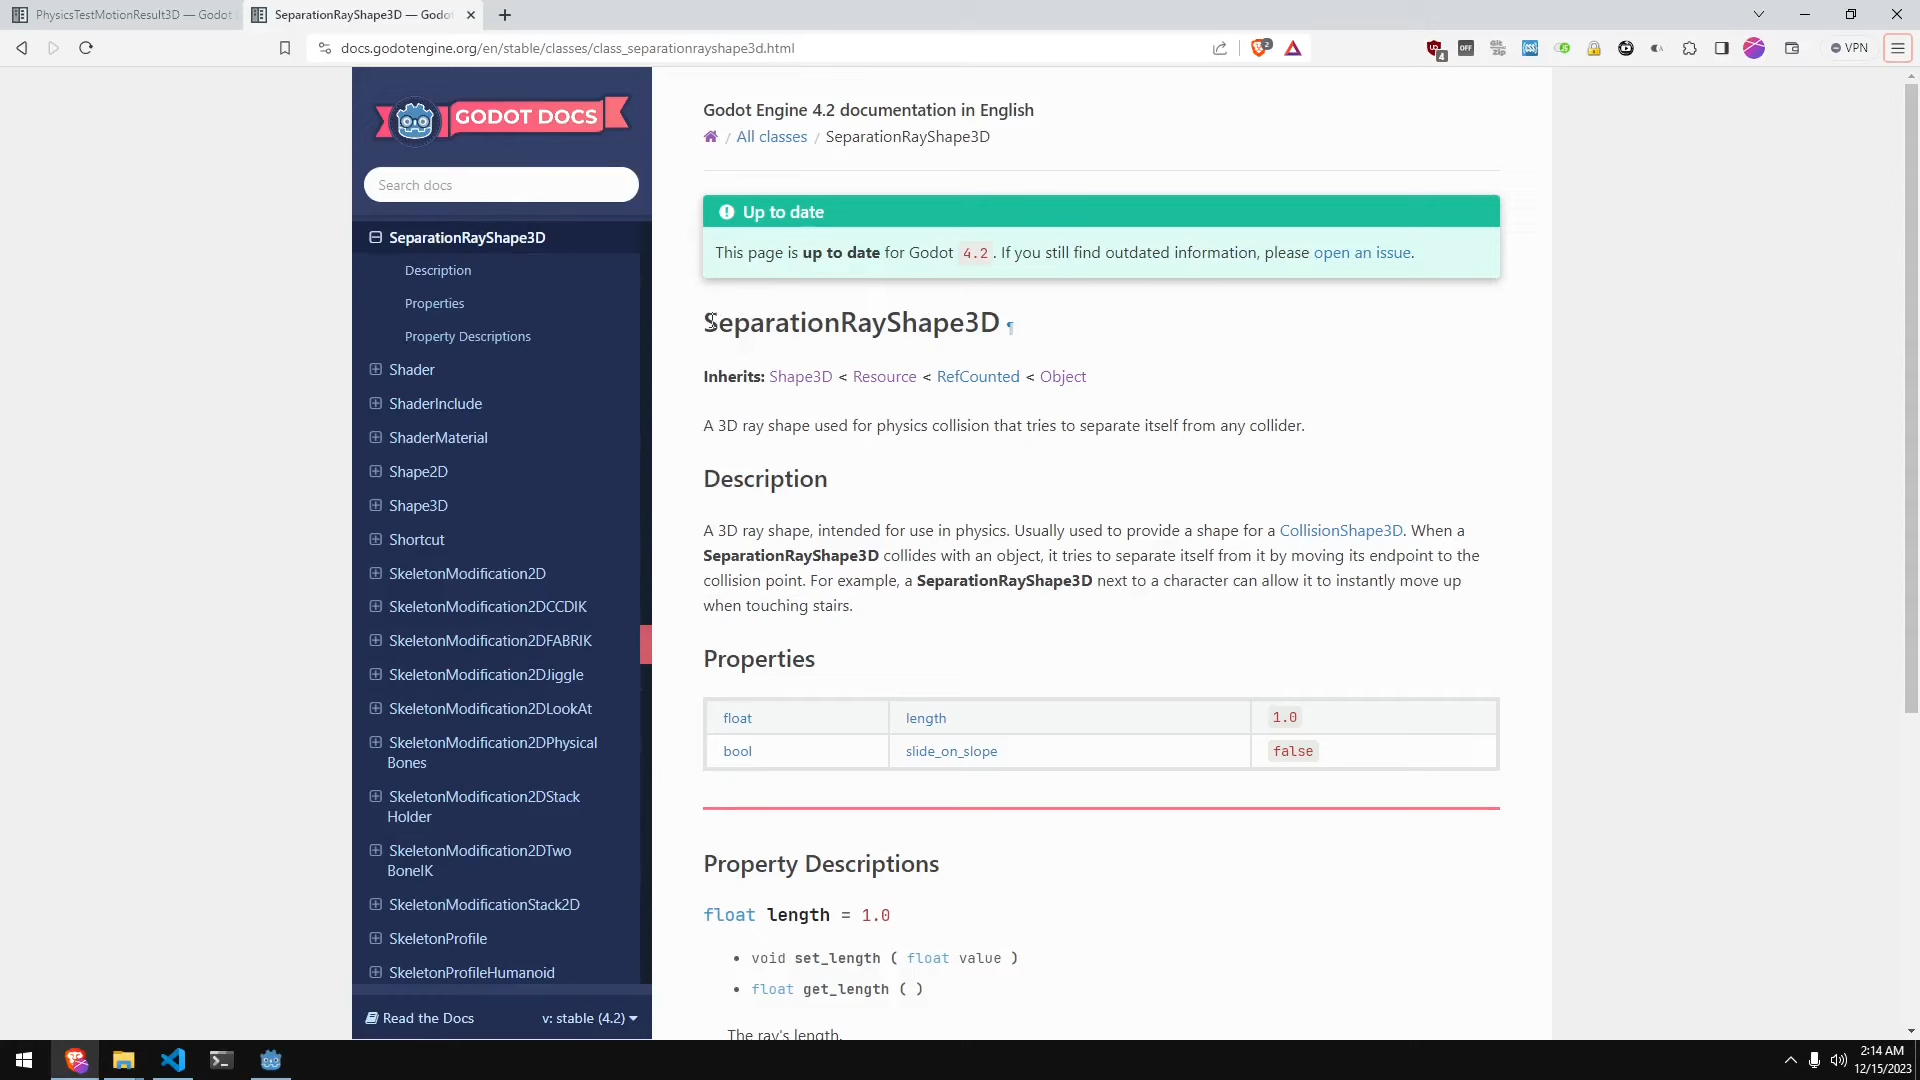 PhysicsTestMotionResult3D — Godot
SeparationRayShape3D — Godo
docs.godotengine.org/en/stable/classes/class_separationrayshape3d.html
2
4
OFF
VPN
GODOT DOCS
Search docs
SeparationRayShape3D
Description
Properties
Property Descriptions
Shader
ShaderInclude
ShaderMaterial
Shape2D
Shape3D
Shortcut
SkeletonModification2D
SkeletonModification2DCCDIK
SkeletonModification2DFABRIK
SkeletonModification2DJiggle
SkeletonModification2DLookAt
SkeletonModification2DPhysical
Bones
SkeletonModification2DStack
Holder
SkeletonModification2DTwo
BoneIK
SkeletonModificationStack2D
SkeletonProfile
SkeletonProfileHumanoid
Read the Docs v: stable (4.2)
Godot Engine 4.2 documentation in English
/ All classes / SeparationRayShape3D
Up to date
This page is up to date for Godot 4.2. If you still find outdated information, please open an issue.
SeparationRayShape3D ¶
Inherits: Shape3D < Resource < RefCounted < Object
A 3D ray shape used for physics collision that tries to separate itself from any collider.
Description
A 3D ray shape, intended for use in physics. Usually used to provide a shape for a CollisionShape3D. When a
SeparationRayShape3D collides with an object, it tries to separate itself from it by moving its endpoint to the
collision point. For example, a SeparationRayShape3D next to a character can allow it to instantly move up
when touching stairs.
Properties
float length 1.0
bool slide_on_slope false
Property Descriptions
float length = 1.0
• void set_length ( float value )
• float get_length ( )
The ray's length.
2:14 AM
12/15/2023